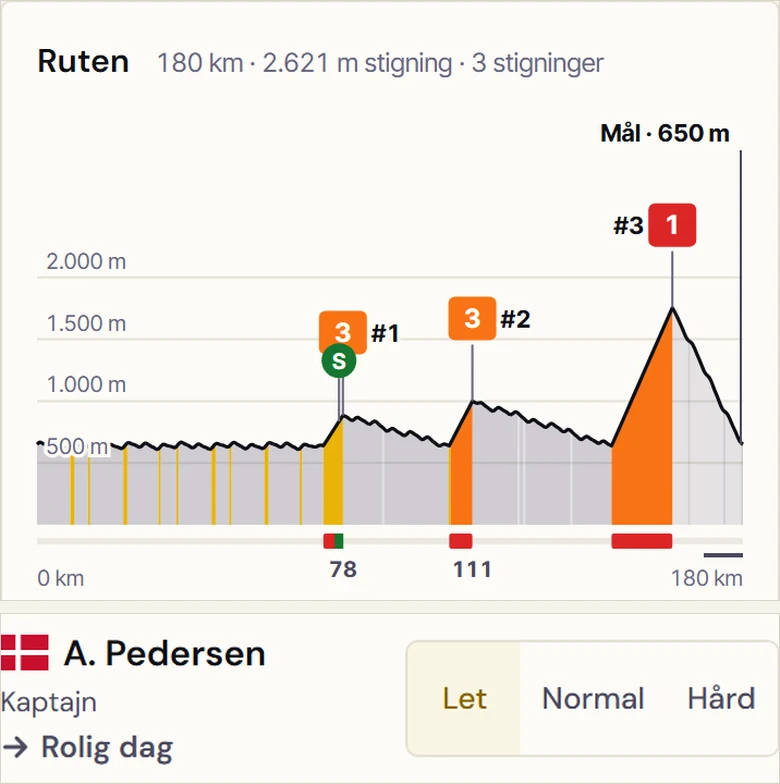 Ruten 180 km · 2.621 m stigning · 3 stigninger
Mål · 650 m
#3 1
2.000 m
3 #1
3 #2
1.500 m
S
1.000 m
500 m
78
111
0 km
180 km
A. Pedersen
Kaptajn
→ Rolig dag
Let
Normal
Hård